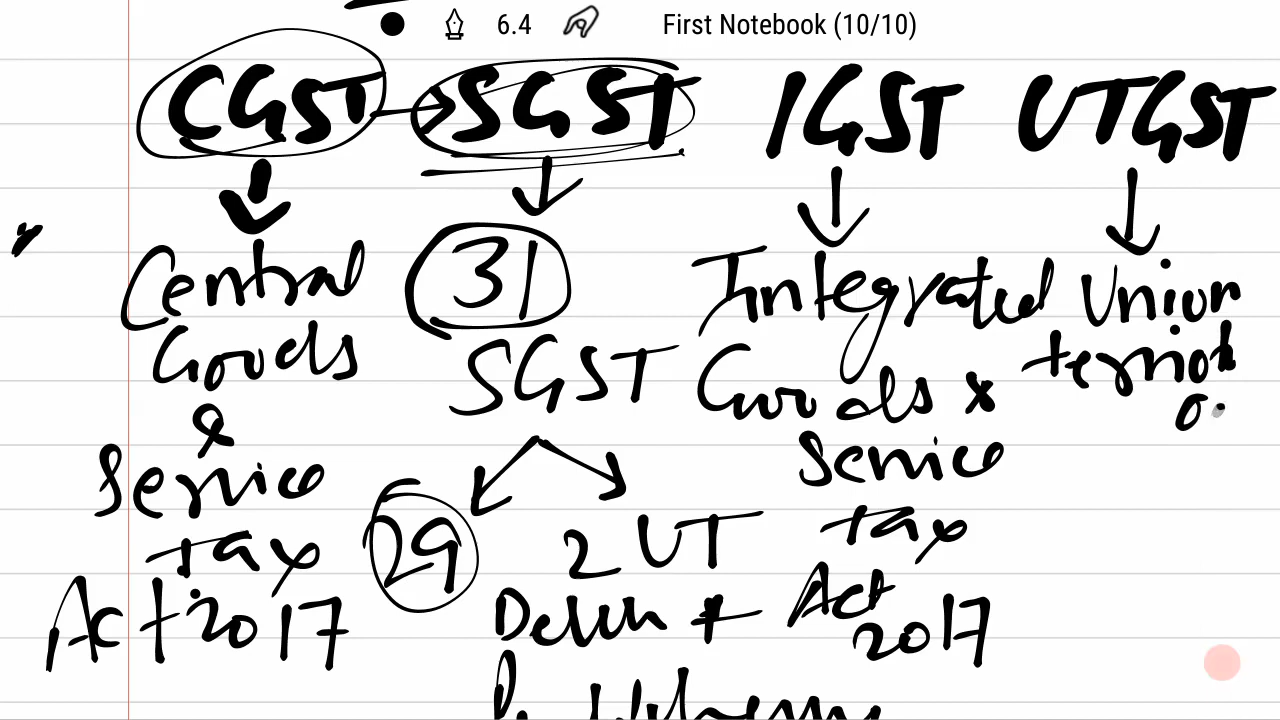 6.4 First Notebook (10/10)
CGST → SGST IGST UTGST
Central
Goods
&
Service
tax
Act 2017
31
SGST
29 2 UT
Delhi +
Integrated
Goods &
Service
tax
Act
2017
Union